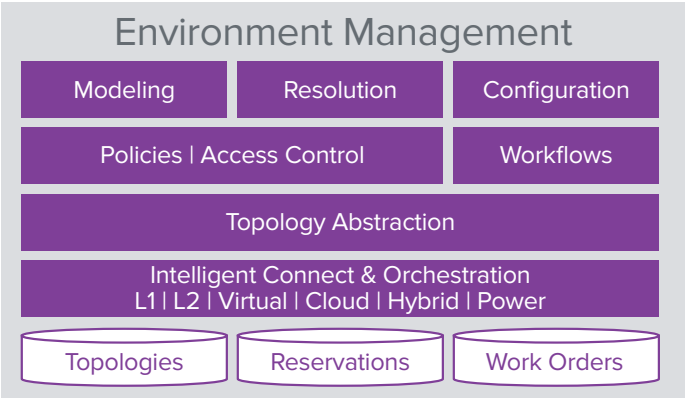 Environment Management
Modeling
Resolution
Configuration
Policies | Access Control
Workflows
Topology Abstraction
Intelligent Connect & Orchestration
L1 | L2 | Virtual | Cloud | Hybrid | Power
Topologies
Reservations
Work Orders